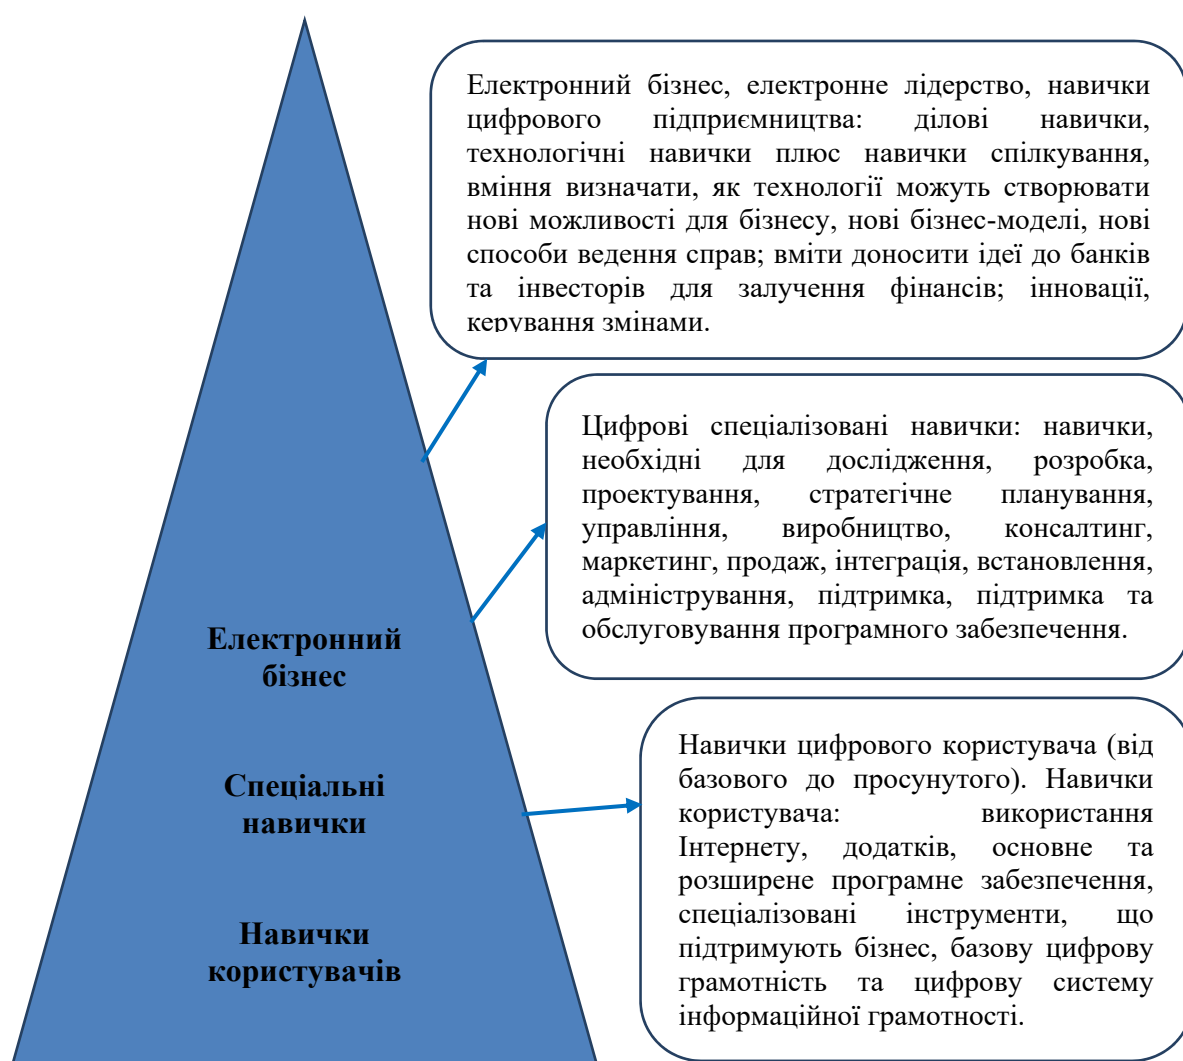 Електронний бізнес, електронне лідерство, навички
цифрового підприємництва: ділові навички,
технологічні навички плюс навички спілкування,
вміння визначати, як технології можуть створювати
нові можливості для бізнесу, нові бізнес-моделі, нові
способи ведення справ; вміти доносити ідеї до банків
та інвесторів для залучення фінансів; інновації,
керування змінами.
Цифрові спеціалізовані навички: навички,
необхідні для дослідження, розробка,
проектування, стратегічне планування,
управління, виробництво, консалтинг,
маркетинг, продаж, інтеграція, встановлення,
адміністрування, підтримка, підтримка та
обслуговування програмного забезпечення.
Електронний
бізнес
Спеціальні
навички
Навички
користувачів
Навички цифрового користувача (від
базового до просунутого). Навички
користувача: використання
Інтернету, додатків, основне та
розширене програмне забезпечення,
спеціалізовані інструменти, що
підтримують бізнес, базову цифрову
грамотність та цифрову систему
інформаційної грамотності.